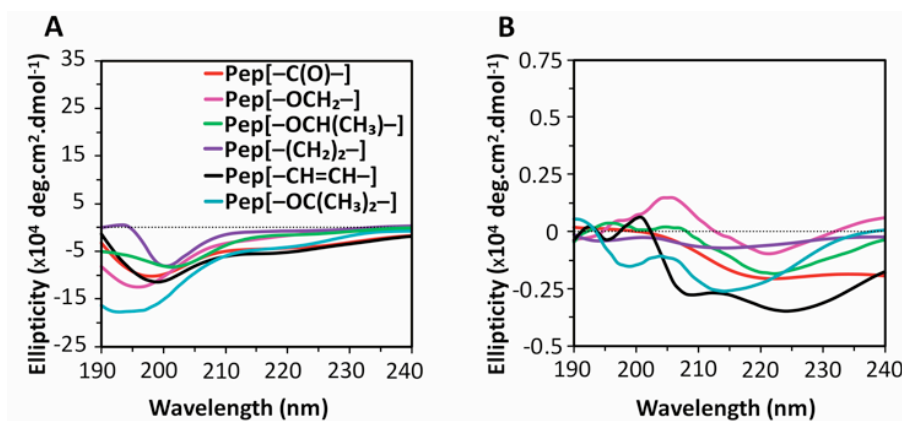 A
B
Ellipticity (x10⁴ deg.cm².dmol⁻¹)
35
25
15
5
0
-5
-15
-25
Pep[–C(O)–]
Pep[–OCH₂–]
Pep[–OCH(CH₃)–]
Pep[–(CH₂)₂–]
Pep[–CH=CH–]
Pep[–OC(CH₃)₂–]
190 200 210 220 230 240
Wavelength (nm)
Ellipticity (x10⁴ deg.cm².dmol⁻¹)
0.75
0.5
0.25
0
-0.25
-0.5
190 200 210 220 230 240
Wavelength (nm)